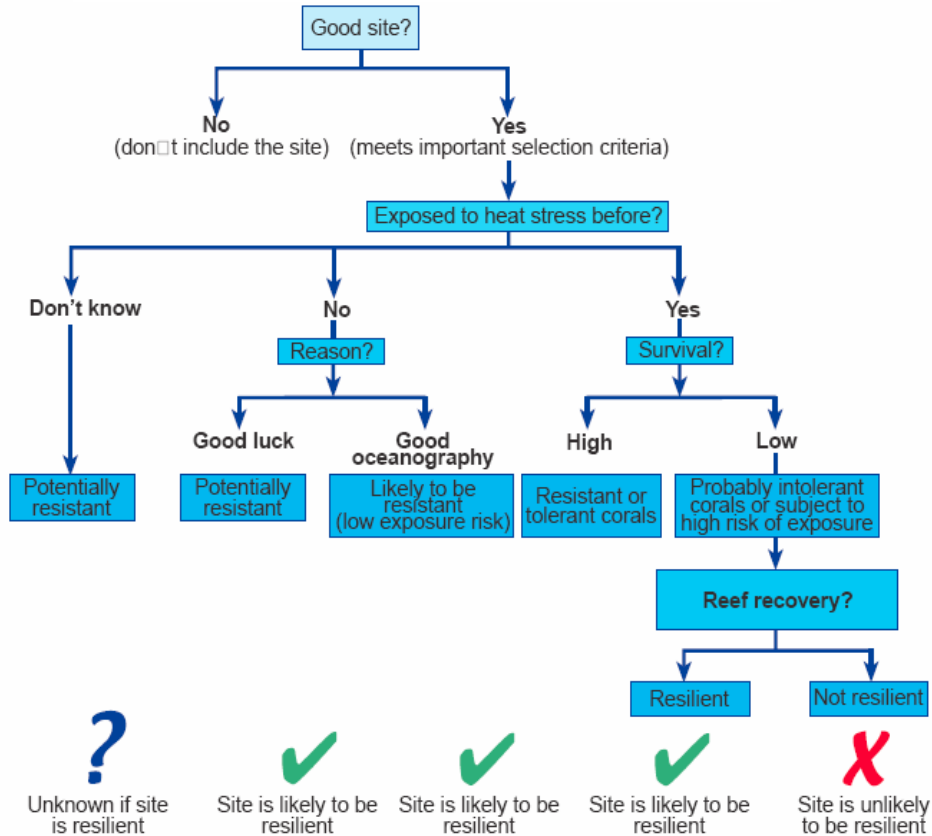 Good site?
No
(don□t include the site)
Yes
(meets important selection criteria)
Exposed to heat stress before?
Don't know
No
Yes
Reason?
Survival?
Good luck
Good
oceanography
High
Low
Potentially
resistant
Potentially
resistant
Likely to be
resistant
(low exposure risk)
Resistant or
tolerant corals
Probably intolerant
corals or subject to
high risk of exposure
Reef recovery?
Resilient
Not resilient
?
Unknown if site
is resilient
Site is likely to be
resilient
Site is likely to be
resilient
Site is likely to be
resilient
Site is unlikely
to be resilient